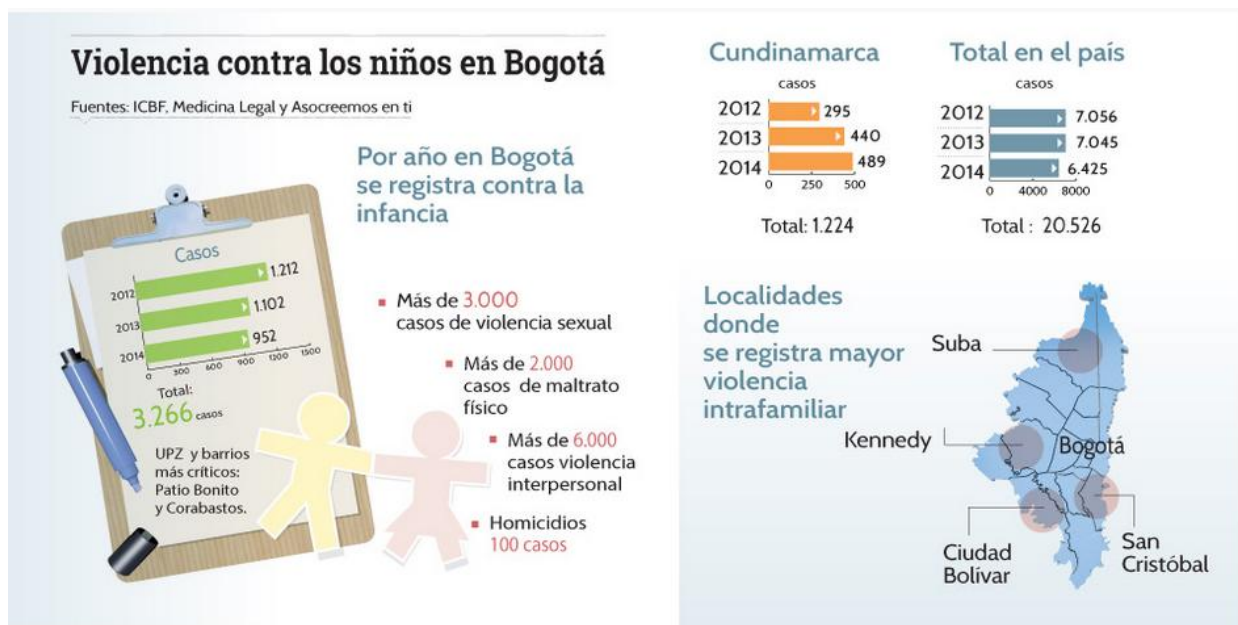 Violencia contra los niños en Bogotá
Fuentes: ICBF, Medicina Legal y Asocreemos en ti
Por año en Bogotá
se registra contra la
infancia
Casos
2012 1.212
2013 1.102
2014 952
0 300 600 900 1200 1500
Total:
3.266 casos
UPZ y barrios
más críticos:
Patio Bonito
y Corabastos.
Más de 3.000
casos de violencia sexual
Más de 2.000
casos de maltrato
físico
Más de 6.000
casos violencia
interpersonal
Homicidios
100 casos
Cundinamarca
casos
2012 295
2013 440
2014 489
0 250 500
Total: 1.224
Total en el país
casos
2012 7.056
2013 7.045
2014 6.425
0 4000 8000
Total : 20.526
Localidades
donde
se registra mayor
violencia
intrafamiliar
Suba
Kennedy
Bogotá
Ciudad
Bolívar
San
Cristóbal